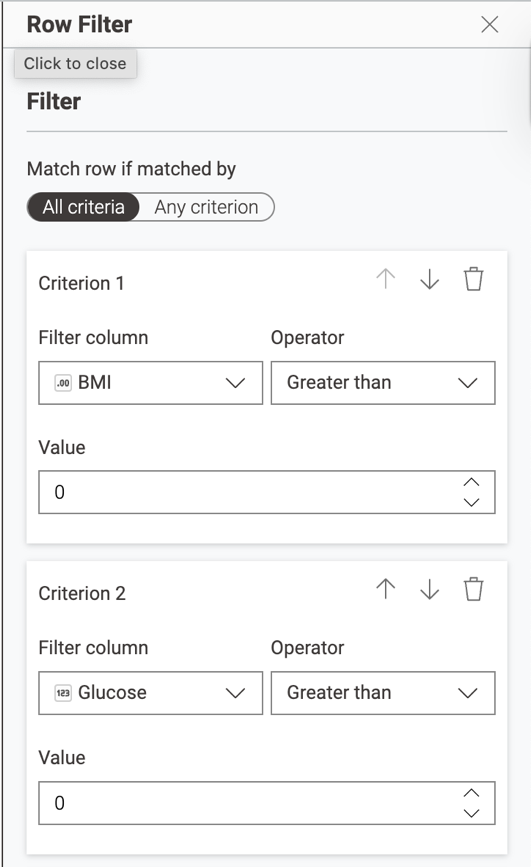 Row Filter
Click to close
Filter
Match row if matched by
All criteria Any criterion
Criterion 1
Filter column Operator
.00 BMI Greater than
Value
0
Criterion 2
Filter column Operator
123 Glucose Greater than
Value
0